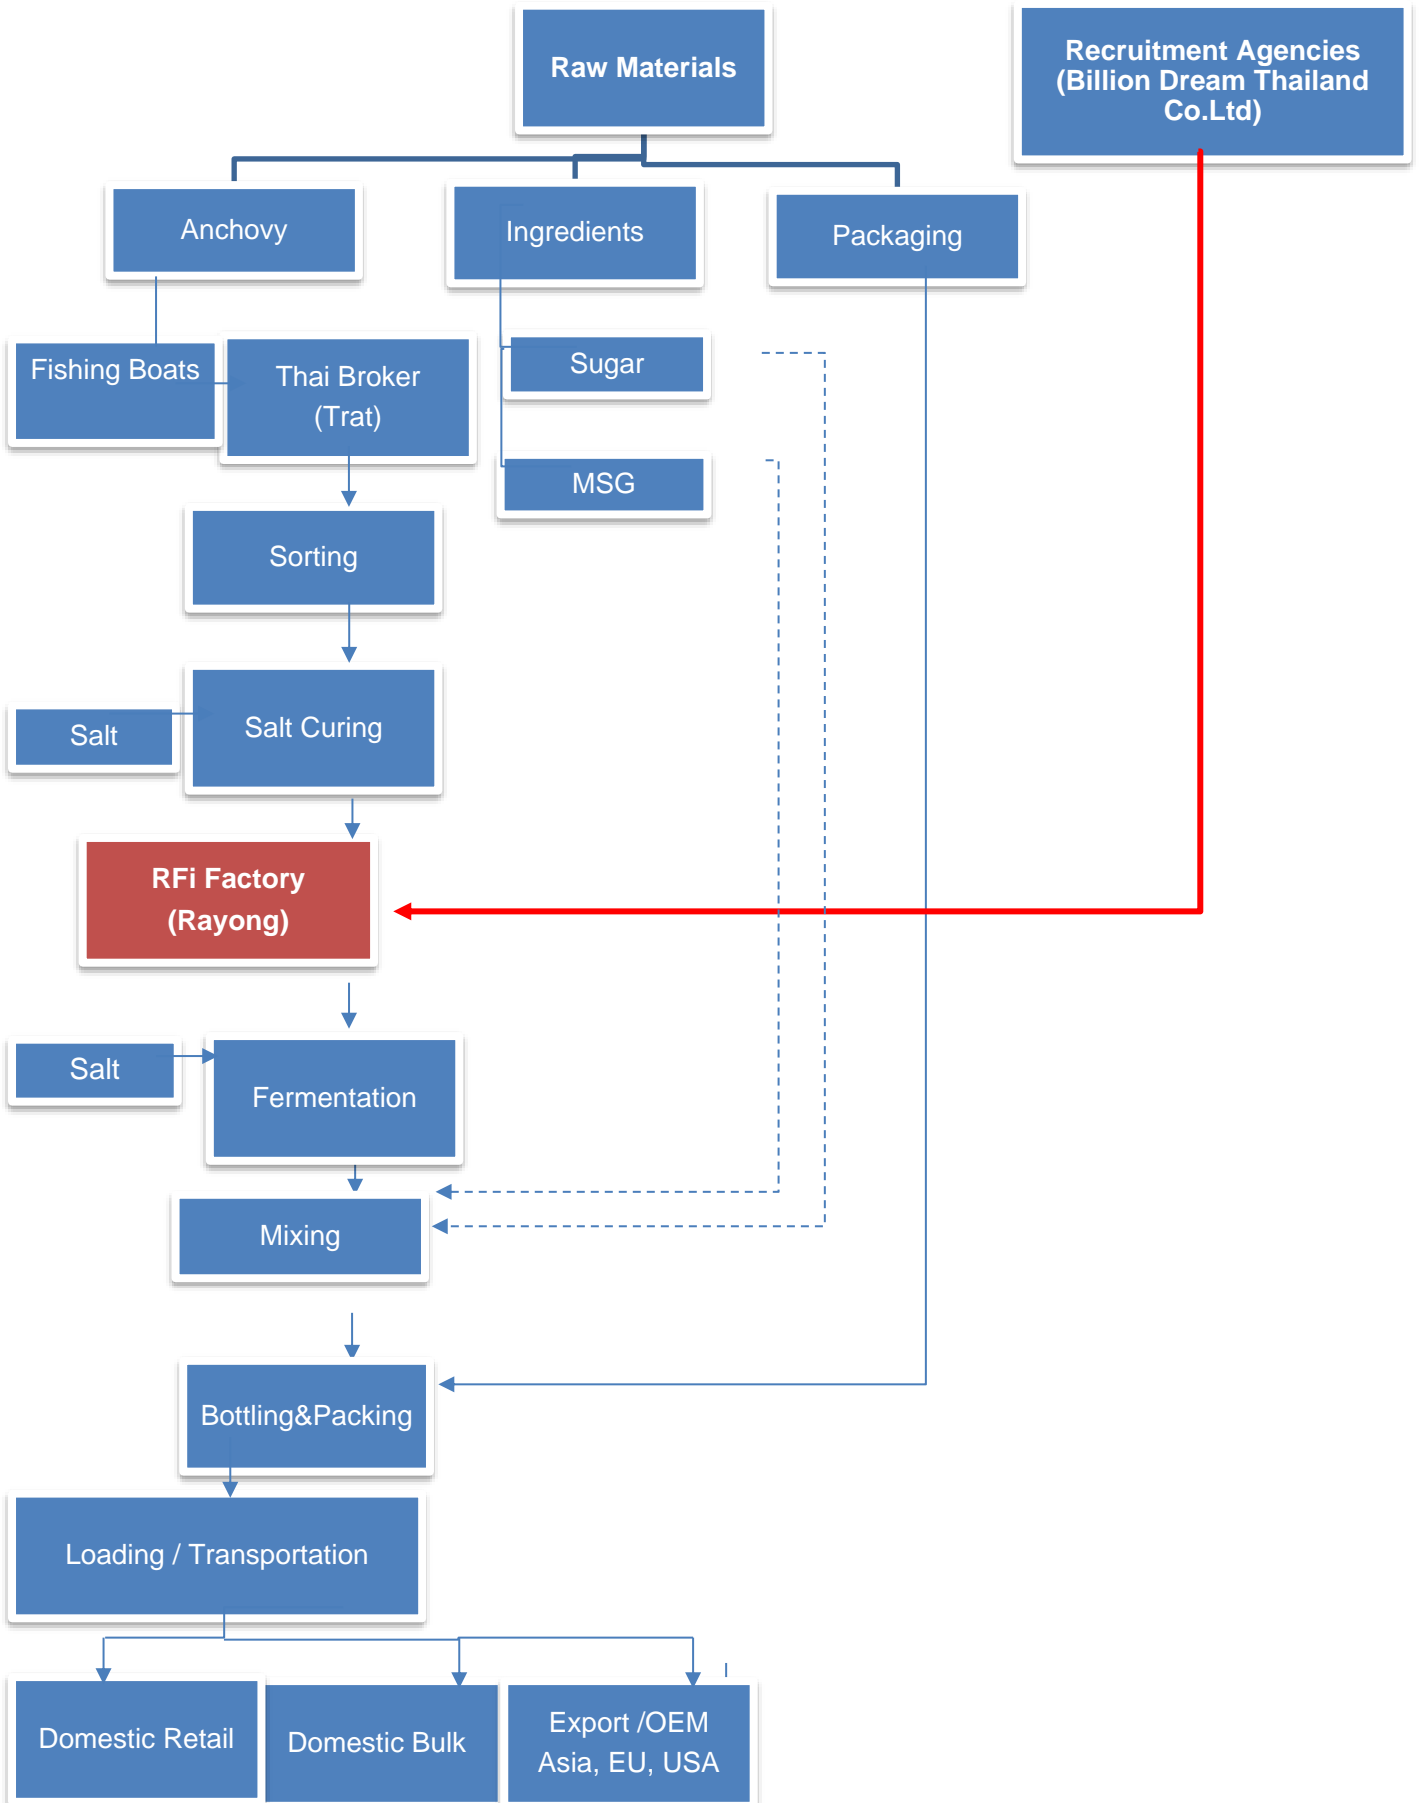 Raw Materials
Recruitment Agencies
(Billion Dream Thailand
Co.Ltd)
Anchovy
Ingredients
Packaging
Fishing Boats
Thai Broker
(Trat)
Sugar
MSG
Sorting
Salt
Salt Curing
RFi Factory
(Rayong)
Salt
Fermentation
Mixing
Bottling&Packing
Loading / Transportation
Domestic Retail
Domestic Bulk
Export /OEM
Asia, EU, USA